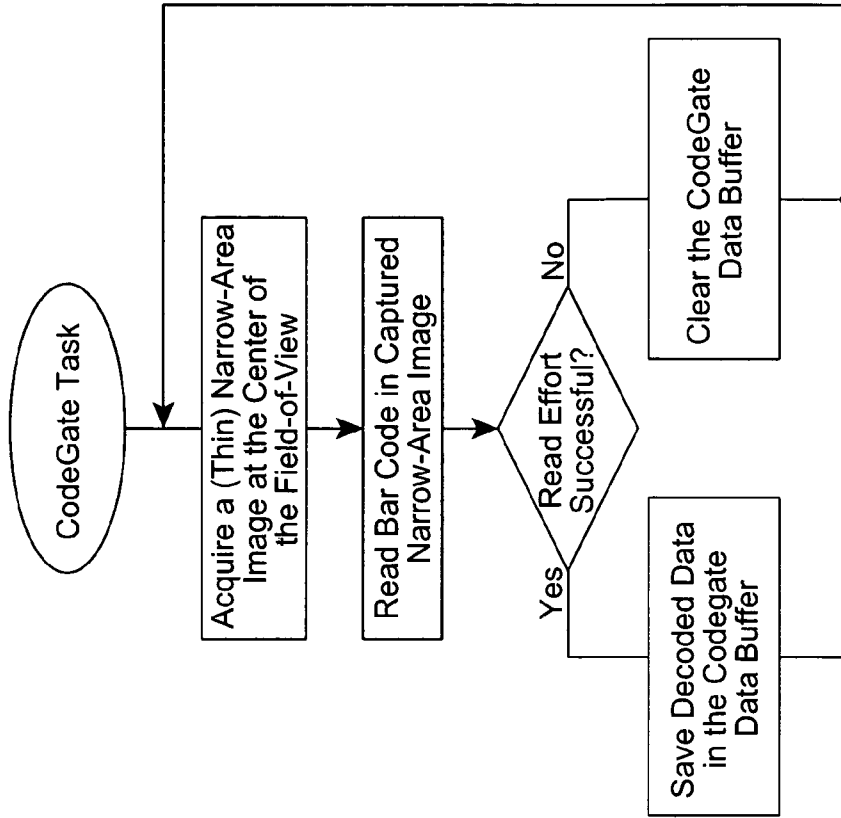 CodeGate Task
Acquire a (Thin) Narrow-Area
Image at the Center of
the Field-of-View
Read Bar Code in Captured
Narrow-Area Image
Read Effort
Successful?
Yes
No
Save Decoded Data
in the Codegate
Data Buffer
Clear the CodeGate
Data Buffer